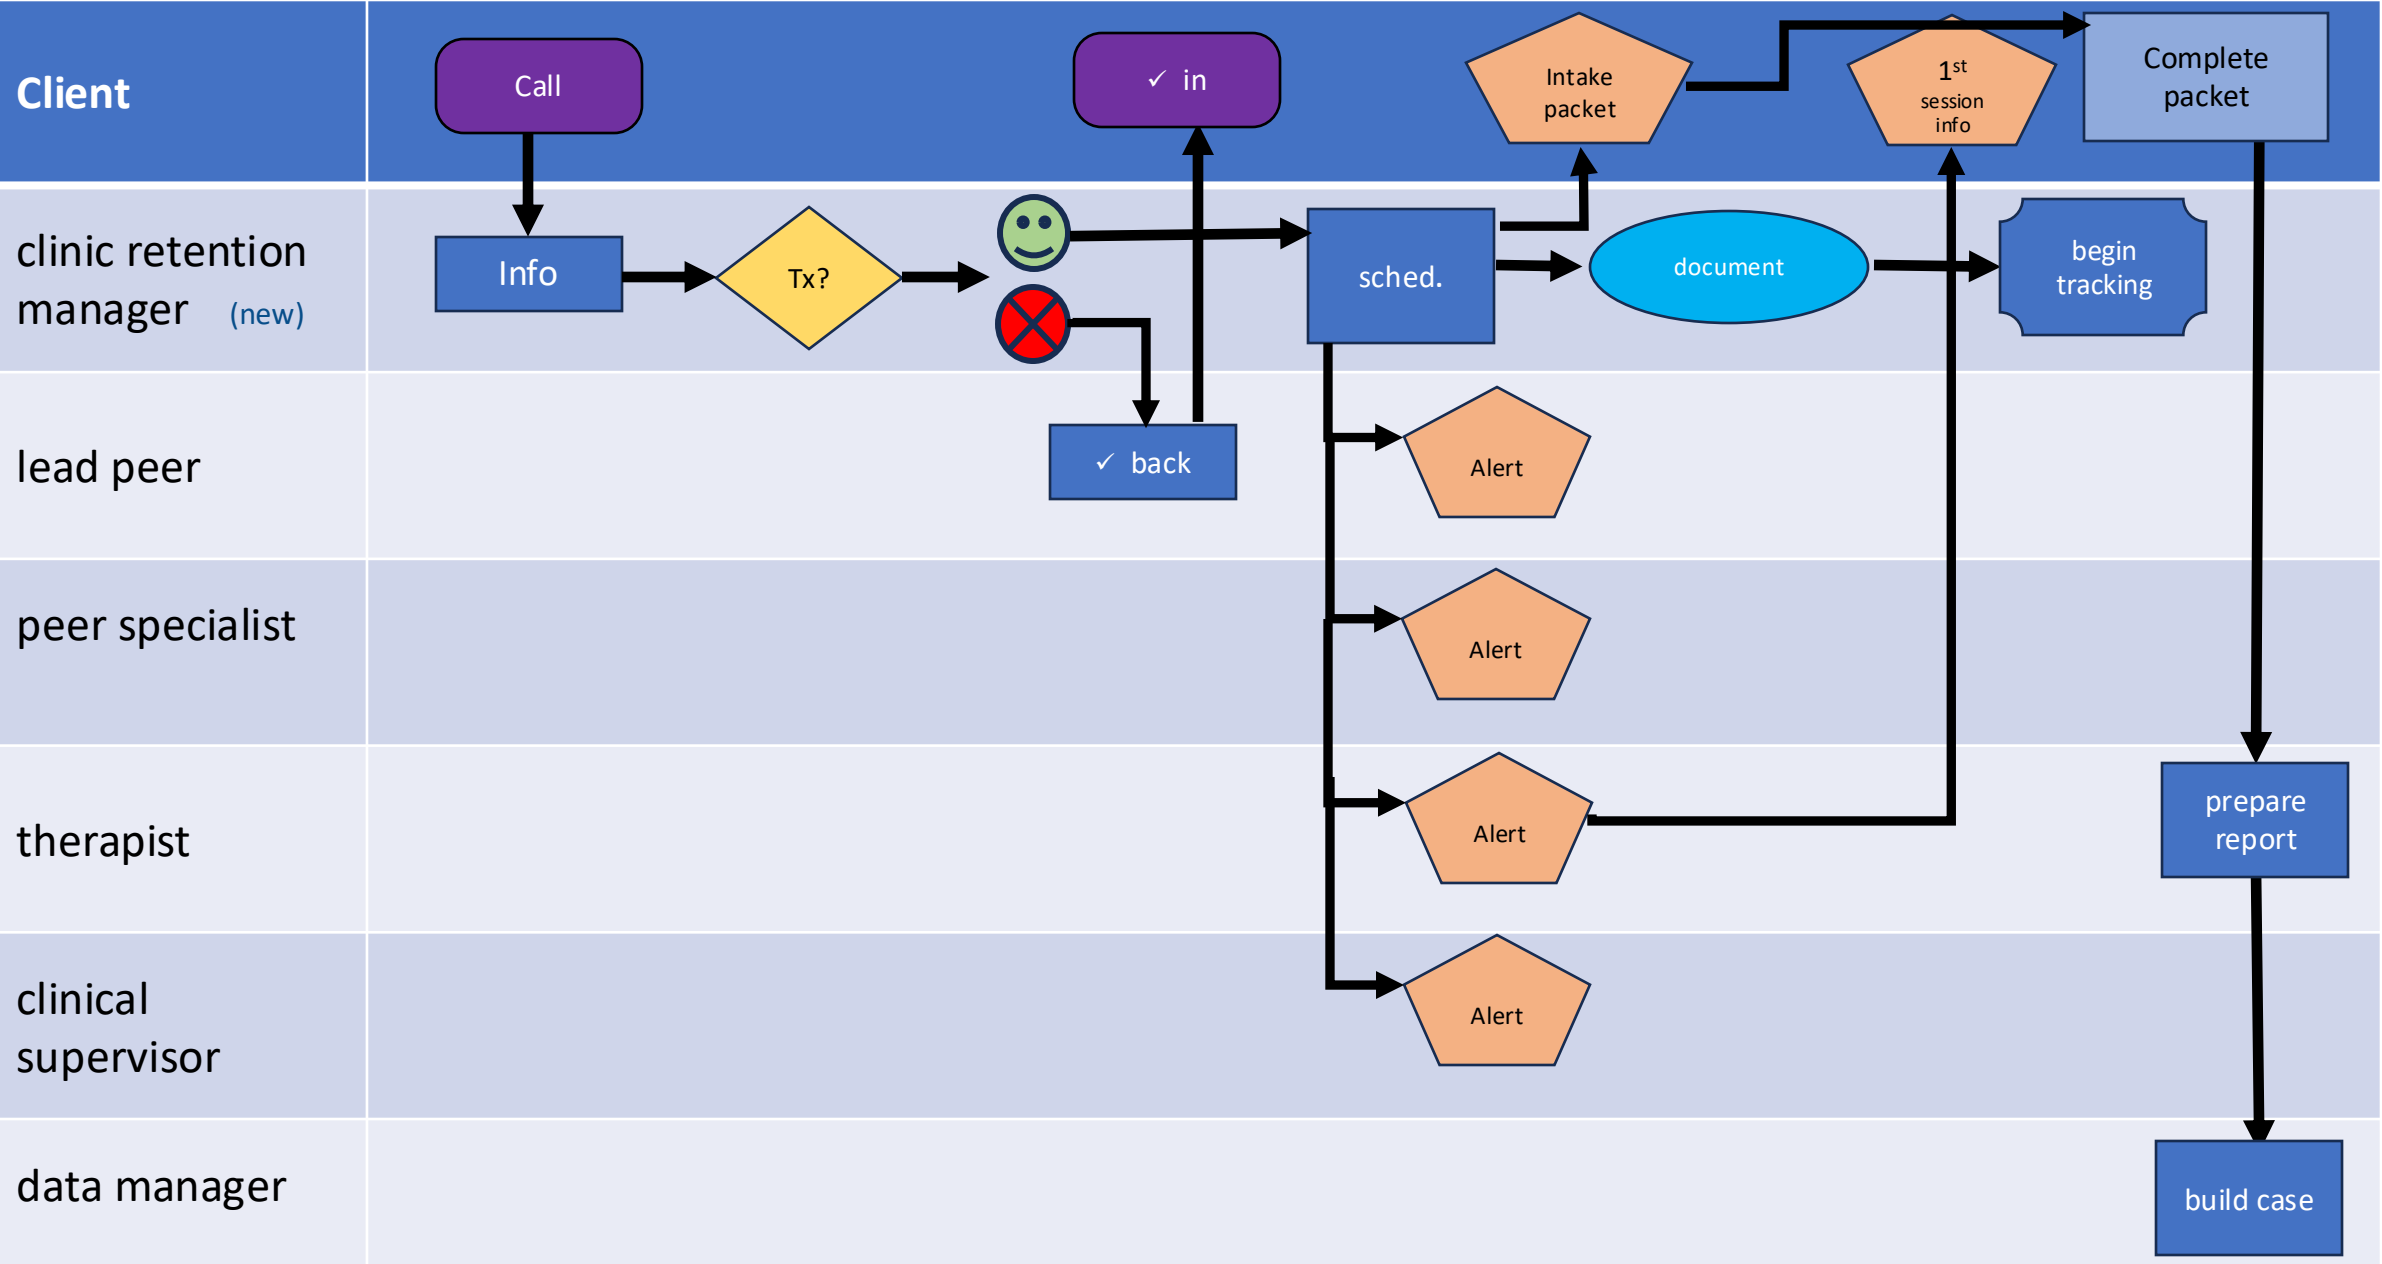 Client
Call
✓ in
Intake
packet
1st
session
info
Complete
packet
clinic retention
manager (new)
Info
Tx?
sched.
document
begin
tracking
lead peer
✓ back
Alert
peer specialist
Alert
therapist
Alert
prepare
report
clinical
supervisor
Alert
data manager
build case